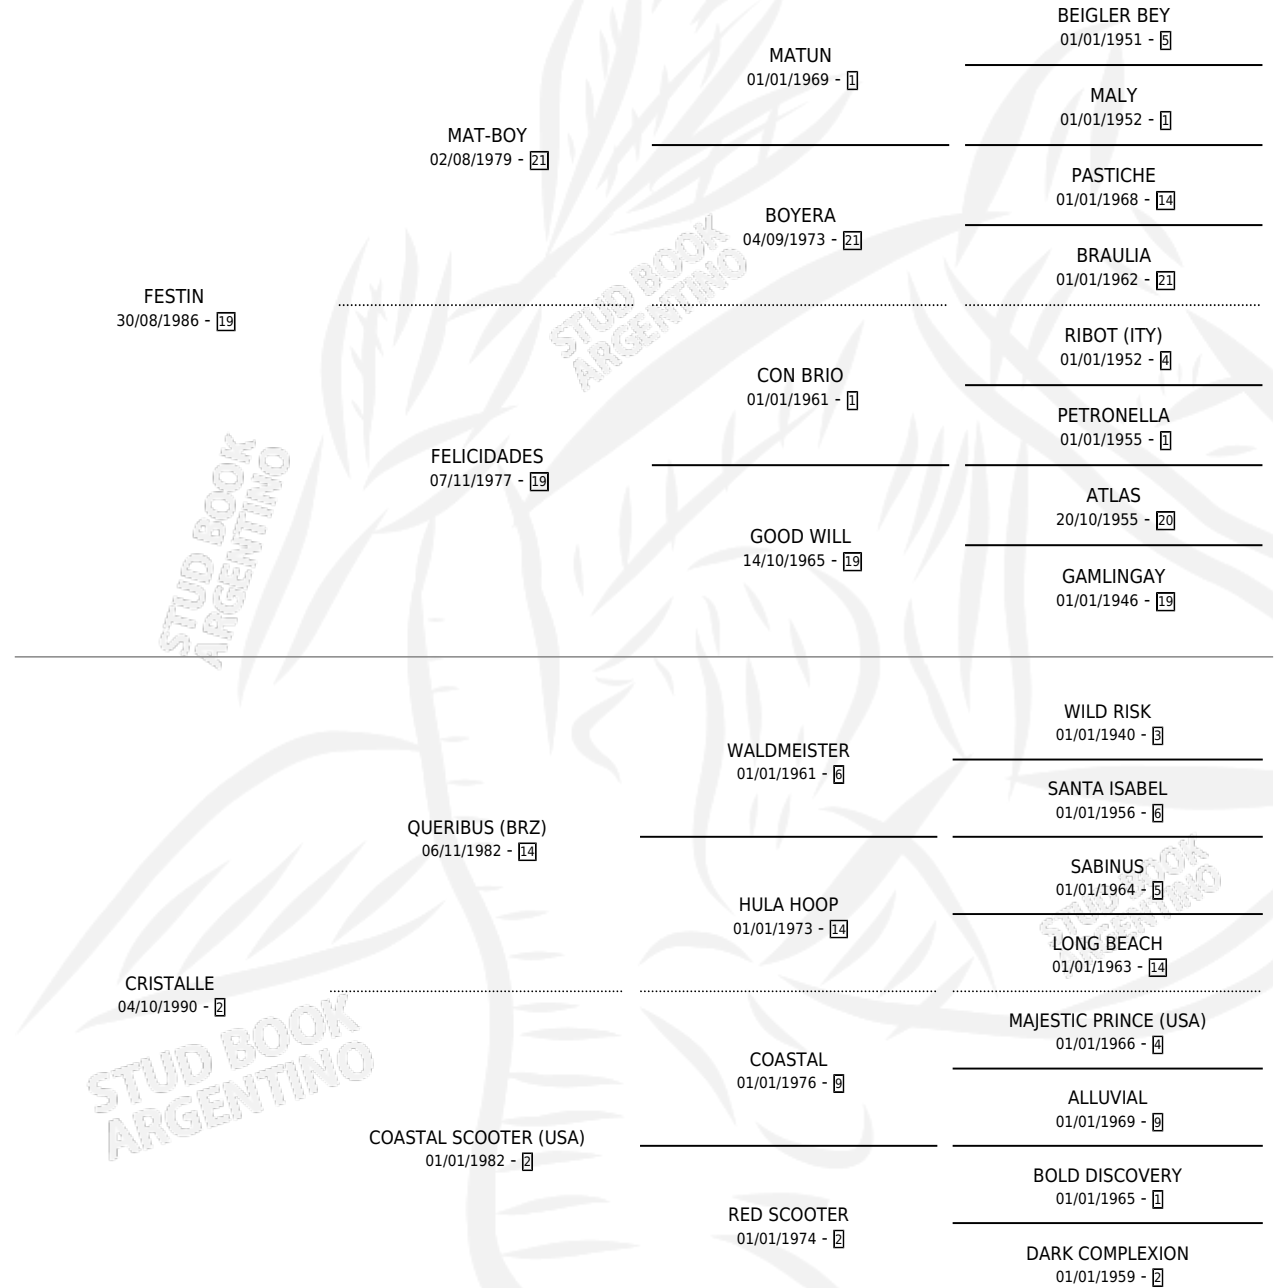 BEIGLER BEY
01/01/1951 - 5
MATUN
01/01/1969 - 1
MALY
01/01/1952 - 1
MAT-BOY
02/08/1979 - 21
PASTICHE
01/01/1968 - 14
BOYERA
04/09/1973 - 21
BRAULIA
01/01/1962 - 21
FESTIN
30/08/1986 - 19
STUD BOOK
ARGENTINO
RIBOT (ITY)
01/01/1952 - 4
CON BRIO
01/01/1961 - 1
PETRONELLA
01/01/1955 - 1
FELICIDADES
07/11/1977 - 19
ATLAS
20/10/1955 - 20
GOOD WILL
14/10/1965 - 19
GAMLINGAY
01/01/1946 - 19
STUD BOOK
ARGENTINO
WILD RISK
01/01/1940 - 3
WALDMEISTER
01/01/1961 - 6
SANTA ISABEL
01/01/1956 - 6
QUERIBUS (BRZ)
06/11/1982 - 14
SABINUS
01/01/1964 - 5
HULA HOOP
01/01/1973 - 14
STUD BOOK
ARGENTINO
LONG BEACH
01/01/1963 - 14
CRISTALLE
04/10/1990 - 2
MAJESTIC PRINCE (USA)
01/01/1966 - 4
COASTAL
01/01/1976 - 9
STUD BOOK
ARGENTINO
ALLUVIAL
01/01/1969 - 9
COASTAL SCOOTER (USA)
01/01/1982 - 2
BOLD DISCOVERY
01/01/1965 - 1
RED SCOOTER
01/01/1974 - 2
DARK COMPLEXION
01/01/1959 - 2